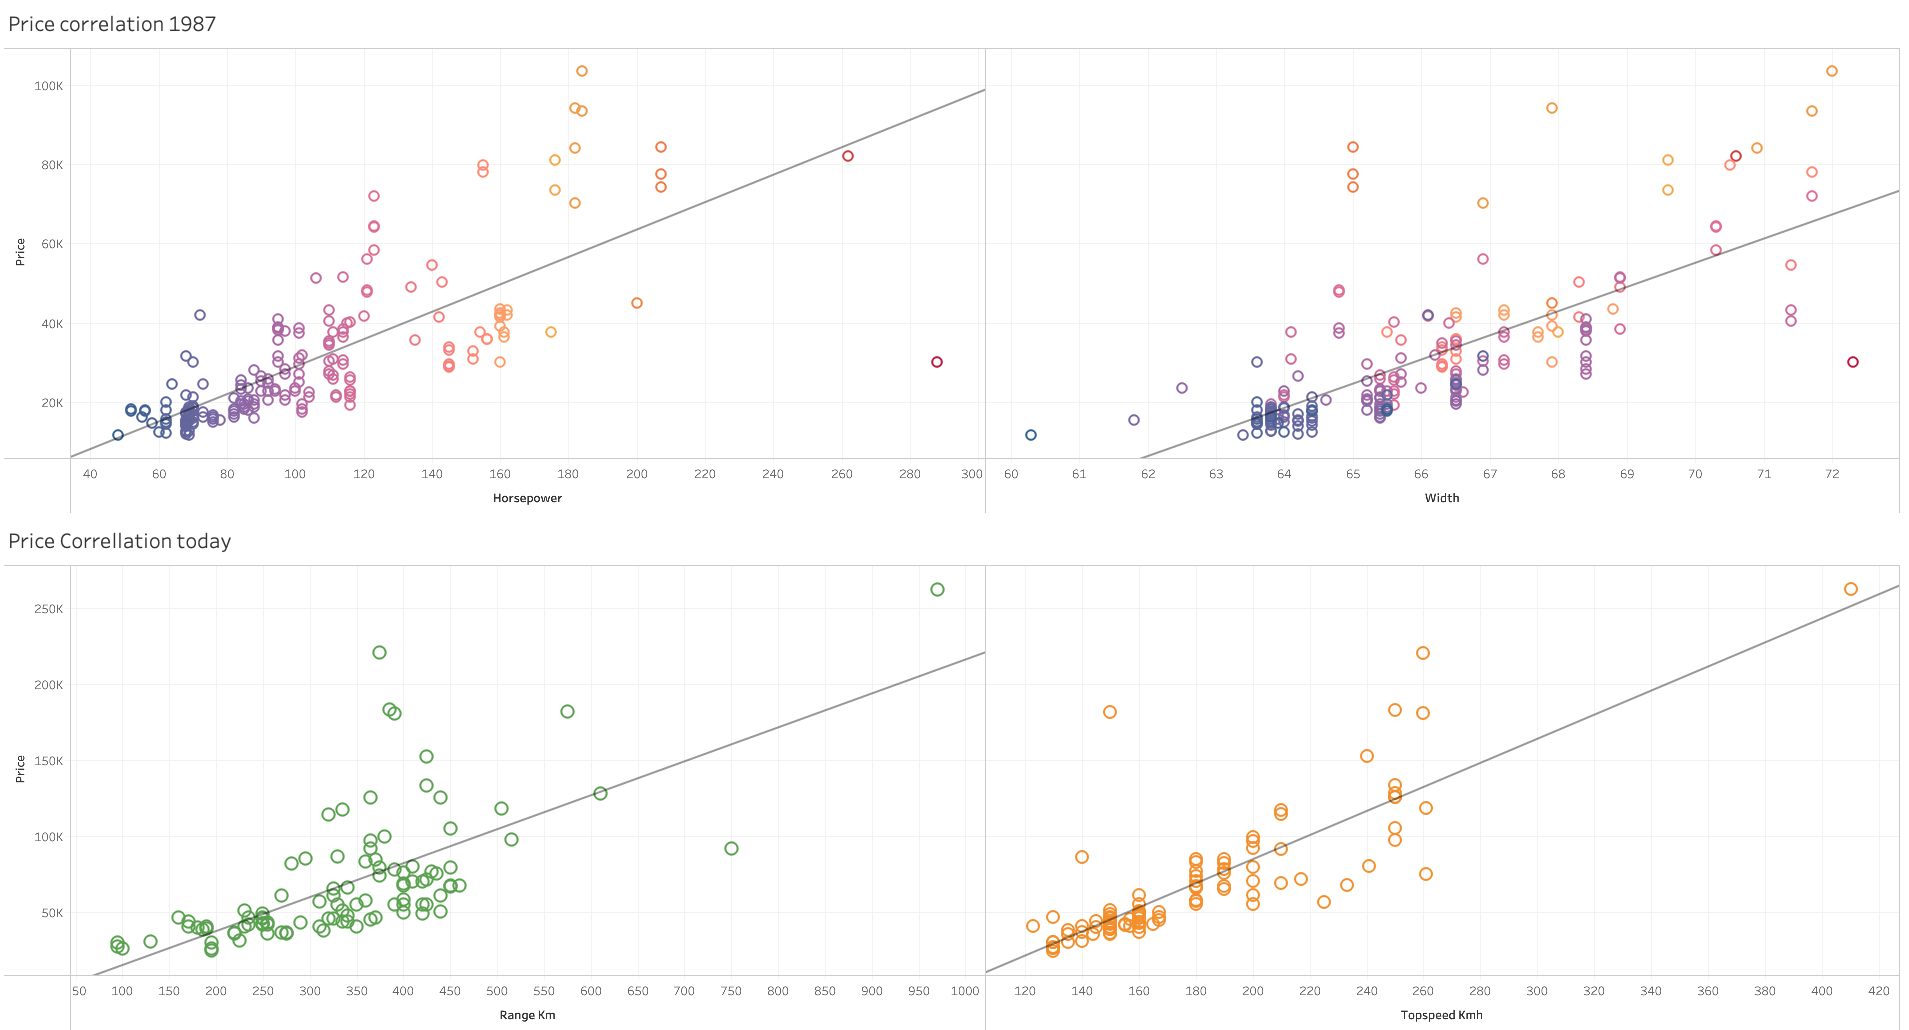 Price correlation 1987
100K
80K
60K
40K
20K
Price
40 60 80 100 120 140 160 180 200 220 240 260 280 300
Horsepower
60 61 62 63 64 65 66 67 68 69 70 71 72
Width
Price Correllation today
250K
200K
150K
100K
50K
Price
50 100 150 200 250 300 350 400 450 500 550 600 650 700 750 800 850 900 950 1000
Range Km
120 140 160 180 200 220 240 260 280 300 320 340 360 380 400 420
Topspeed Kmh